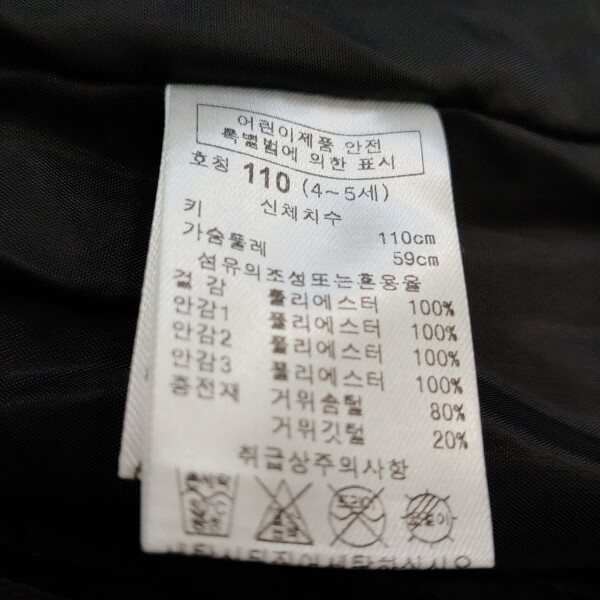 어린이제품 안전
특별법에 의한 표시
호칭 110 (4~5세)
신체치수
키 110cm
가슴둘레 59cm
섬유의조성또는혼용율
겉 감 폴리에스터 100%
안감1 폴리에스터 100%
안감2 폴리에스터 100%
안감3 폴리에스터 100%
충전재 거위솜털 80%
거위깃털 20%
취급상주의사항
드라이